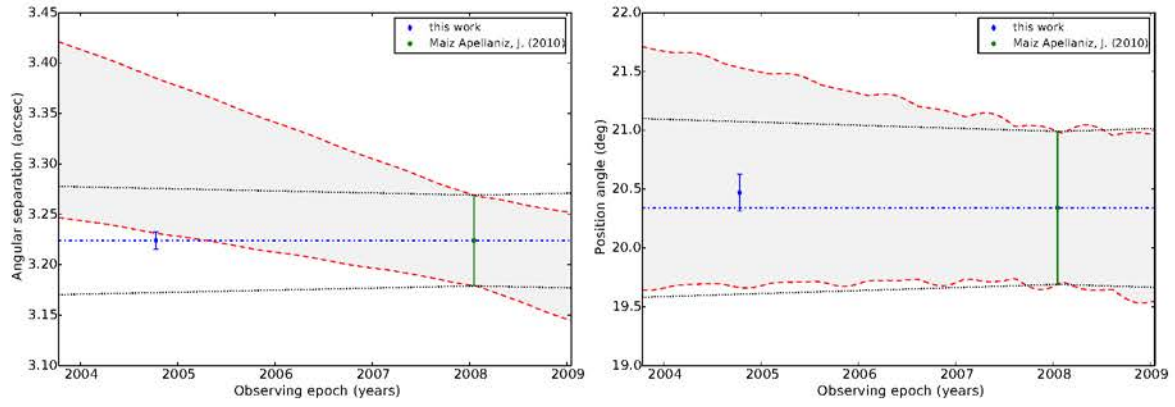 3.45
3.40
3.35
3.30
3.25
3.20
3.15
3.10
Angular separation (arcsec)
this work
Maiz Apellaniz, J. (2010)
2004 2005 2006 2007 2008 2009
Observing epoch (years)
22.0
21.5
21.0
20.5
20.0
19.5
19.0
Position angle (deg)
this work
Maiz Apellaniz, J. (2010)
2004 2005 2006 2007 2008 2009
Observing epoch (years)